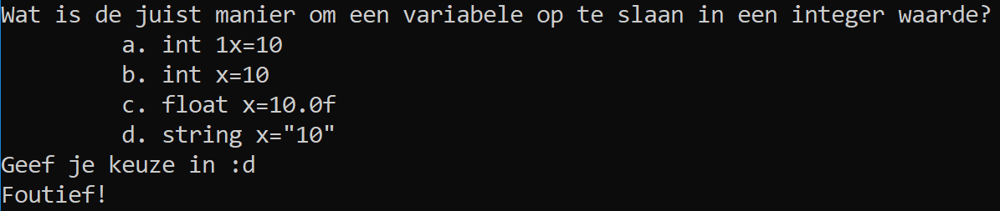 Wat is de juist manier om een variabele op te slaan in een integer waarde?
a. int 1x=10
b. int x=10
c. float x=10.0f
d. string x="10"
Geef je keuze in :d
Foutief!